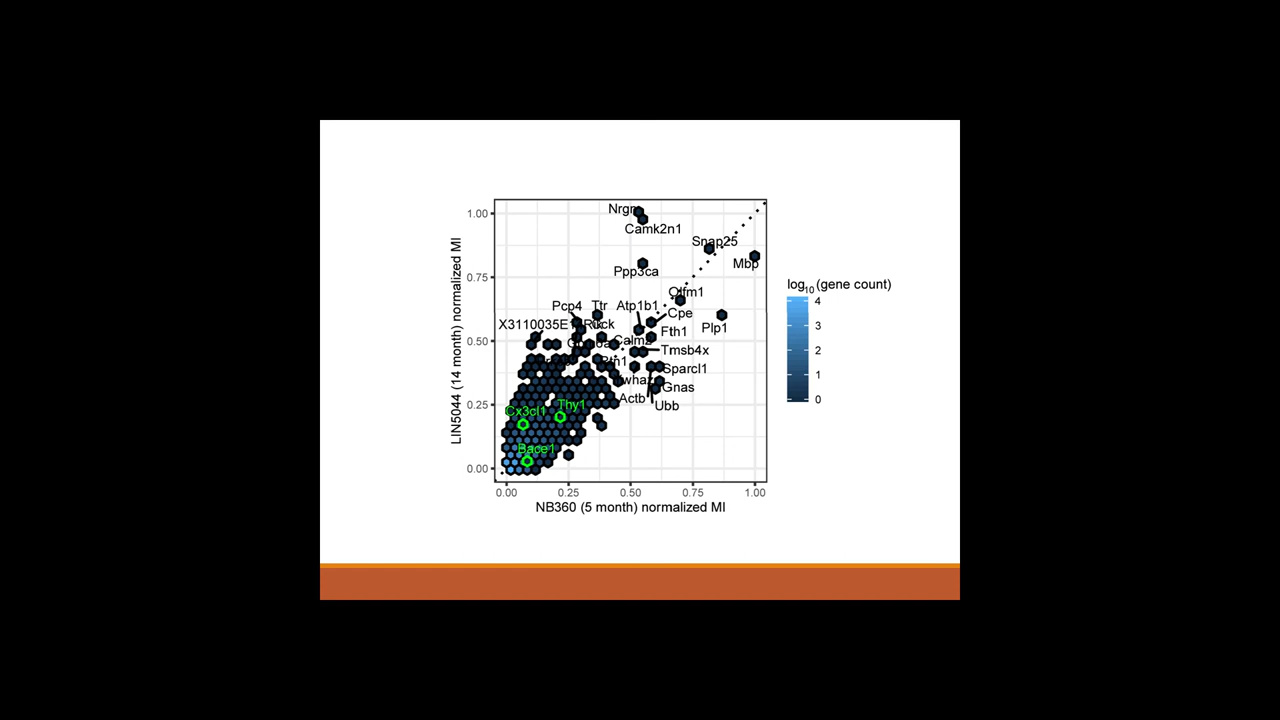 Nrgn
1.00
Camk2n1
Snap25
Mbp
Ppp3ca
0.75
Olfm1
Pcp4 Ttr Atp1b1
Cpe
X3110035E1
Fth1 Plp1
0.50
Calm2
Tmsb4x
Sparcl1
Gnas
Actb
Ubb
0.25
Thy1
Cx3cl1
Bace1
0.00
0.00 0.25 0.50 0.75 1.00
NB360 (5 month) normalized MI
LIN5044 (14 month) normalized MI
log10(gene count)
4
3
2
1
0